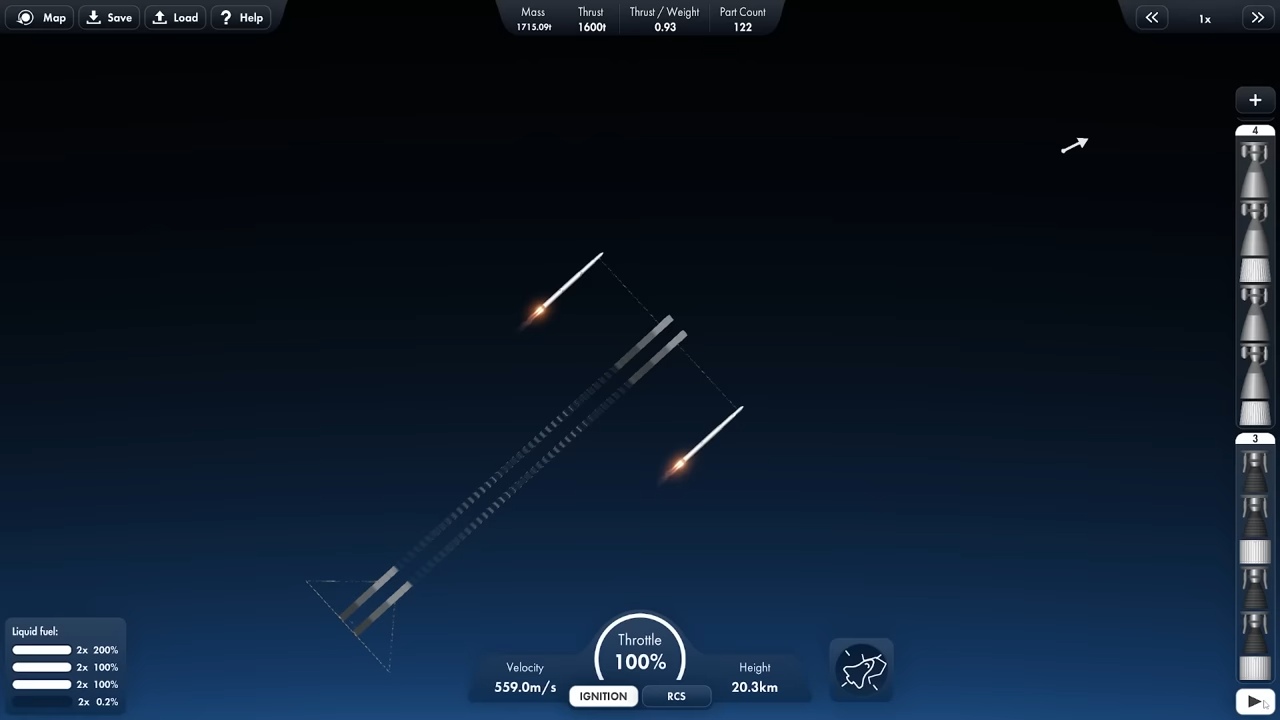 Map
Save
Load
? Help
Mass
1715.09t
Thrust
1600t
Thrust / Weight
0.93
Part Count
122
1x
4
3
Liquid fuel:
2x 200%
2x 100%
2x 100%
2x 0.2%
Throttle
100%
Velocity
559.0m/s
Height
20.3km
IGNITION
RCS